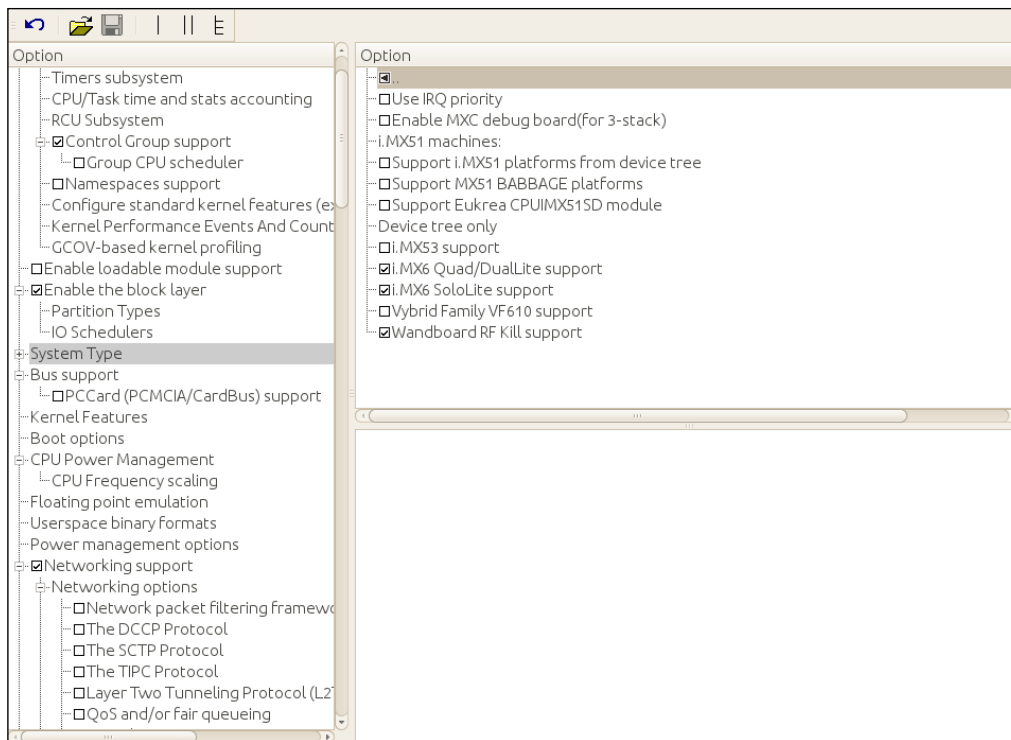 Option
Timers subsystem
CPU/Task time and stats accounting
RCU Subsystem
Control Group support
Group CPU scheduler
Namespaces support
Configure standard kernel features (ex
Kernel Performance Events And Count
GCOV-based kernel profiling
Enable loadable module support
Enable the block layer
Partition Types
IO Schedulers
System Type
Bus support
PCCard (PCMCIA/CardBus) support
Kernel Features
Boot options
CPU Power Management
CPU Frequency scaling
Floating point emulation
Userspace binary formats
Power management options
Networking support
Networking options
Network packet filtering framewo
The DCCP Protocol
The SCTP Protocol
The TIPC Protocol
Layer Two Tunneling Protocol (L2T
QoS and/or fair queueing
Option
..
Use IRQ priority
Enable MXC debug board(for 3-stack)
i.MX51 machines:
Support i.MX51 platforms from device tree
Support MX51 BABBAGE platforms
Support Eukrea CPUIMX51SD module
Device tree only
i.MX53 support
i.MX6 Quad/DualLite support
i.MX6 SoloLite support
Vybrid Family VF610 support
Wandboard RF Kill support